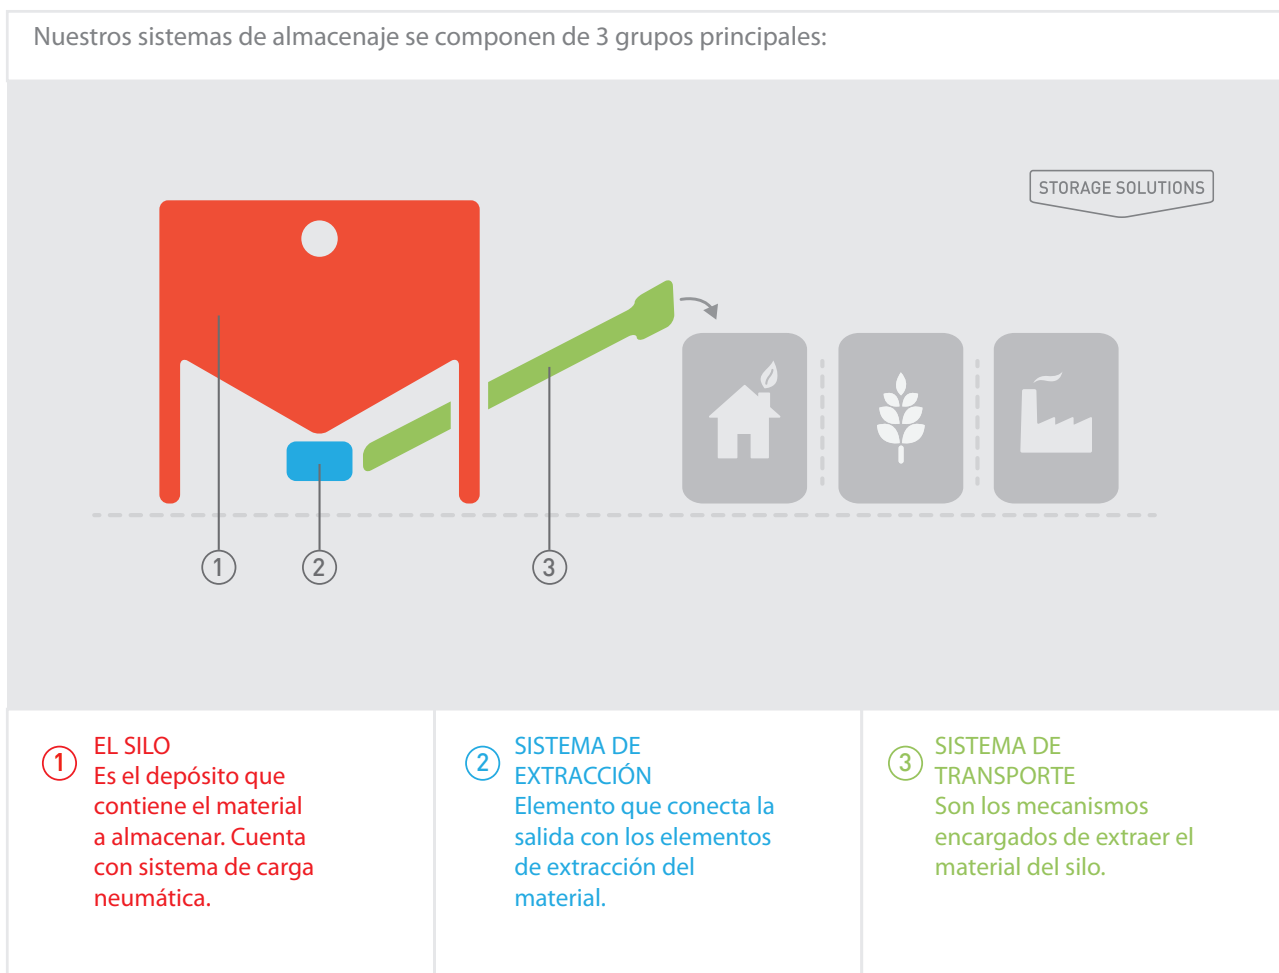 Nuestros sistemas de almacenaje se componen de 3 grupos principales:
STORAGE SOLUTIONS
1
2
3
1
EL SILO
Es el depósito que
contiene el material
a almacenar. Cuenta
con sistema de carga
neumática.
2
SISTEMA DE
EXTRACCIÓN
Elemento que conecta la
salida con los elementos
de extracción del
material.
3
SISTEMA DE
TRANSPORTE
Son los mecanismos
encargados de extraer el
material del silo.